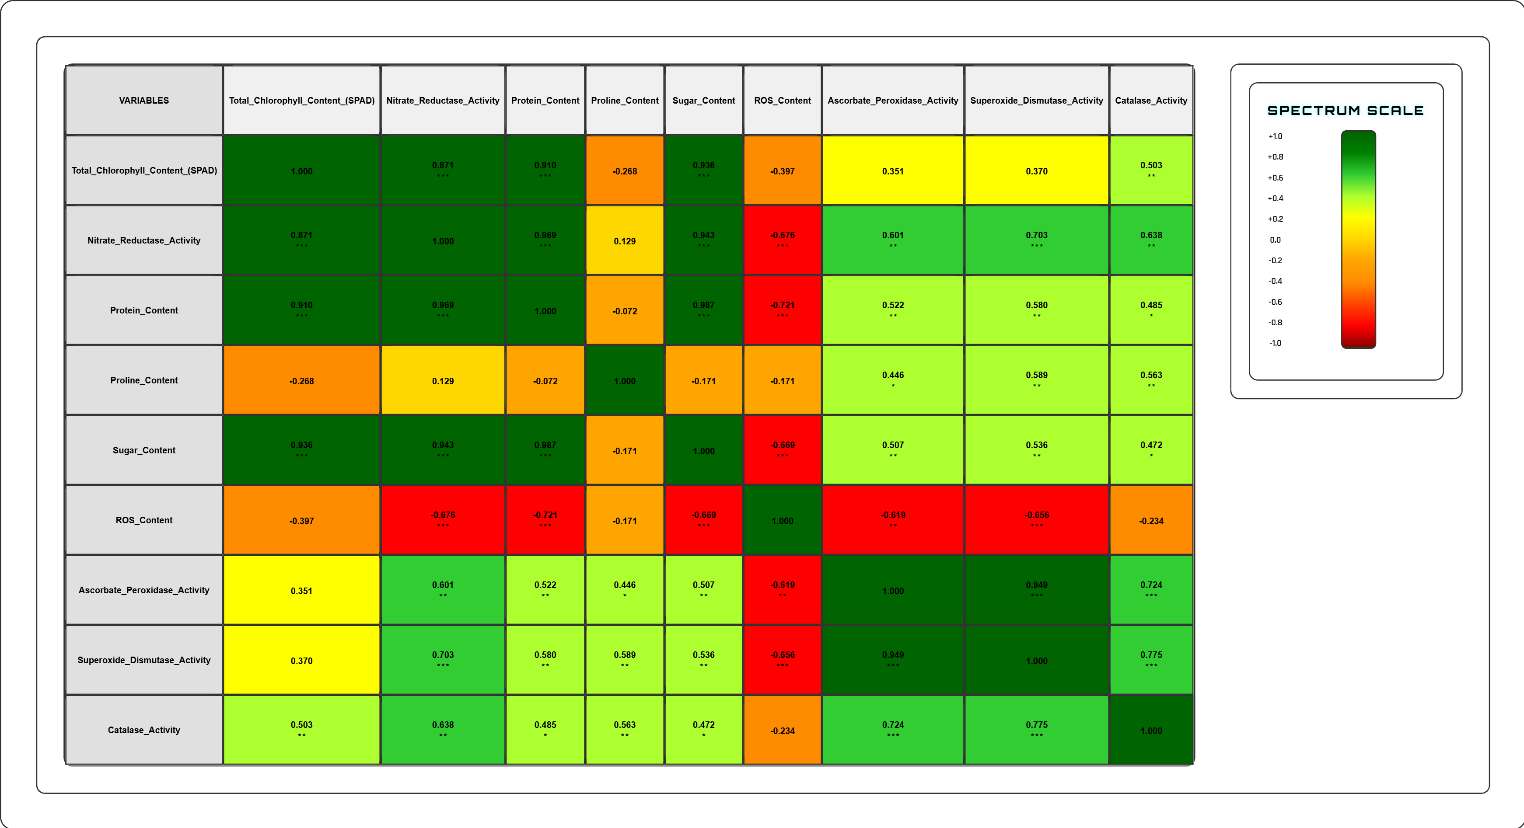 VARIABLES Total_Chlorophyll_Content_(SPAD) Nitrate_Reductase_Activity Protein_Content Proline_Content Sugar_Content ROS_Content Ascorbate_Peroxidase_Activity Superoxide_Dismutase_Activity Catalase_Activity
Total_Chlorophyll_Content_(SPAD) 1.000 0.871 0.910 -0.268 0.936 -0.397 0.351 0.370 0.503
*** *** *** **
Nitrate_Reductase_Activity 0.871 1.000 0.969 0.129 0.943 -0.676 0.601 0.703 0.638
*** *** *** *** ** *** **
Protein_Content 0.910 0.969 1.000 -0.072 0.987 -0.721 0.522 0.580 0.485
*** *** *** *** ** ** *
Proline_Content -0.268 0.129 -0.072 1.000 -0.171 -0.171 0.446 0.589 0.563
* ** **
Sugar_Content 0.936 0.943 0.987 -0.171 1.000 -0.669 0.507 0.536 0.472
*** *** *** *** ** ** *
ROS_Content -0.397 -0.676 -0.721 -0.171 -0.669 1.000 -0.619 -0.656 -0.234
*** *** *** ** ***
Ascorbate_Peroxidase_Activity 0.351 0.601 0.522 0.446 0.507 -0.619 1.000 0.949 0.724
** ** * ** ** *** ***
Superoxide_Dismutase_Activity 0.370 0.703 0.580 0.589 0.536 -0.656 0.949 1.000 0.775
*** ** ** ** *** *** ***
Catalase_Activity 0.503 0.638 0.485 0.563 0.472 -0.234 0.724 0.775 1.000
** ** * ** * *** ***
SPECTRUM SCALE
+1.0
+0.8
+0.6
+0.4
+0.2
0.0
-0.2
-0.4
-0.6
-0.8
-1.0